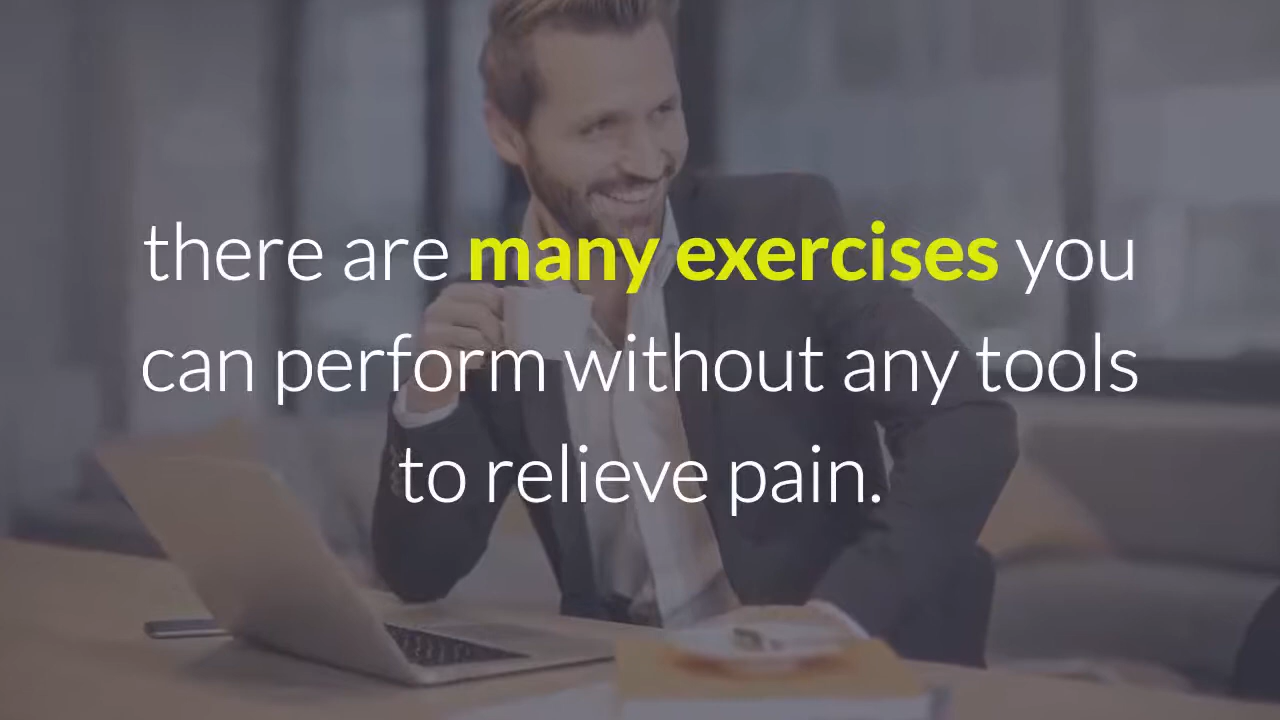 there are many exercises you
can perform without any tools
to relieve pain.